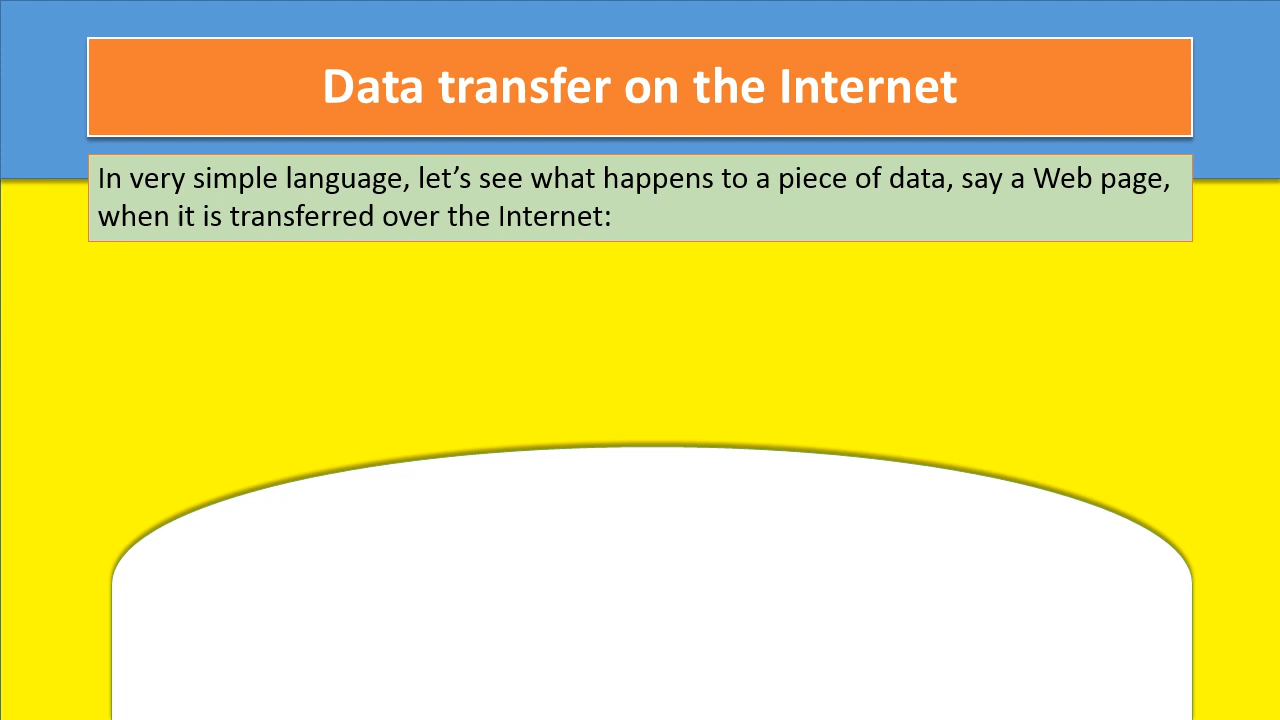 Data transfer on the Internet
In very simple language, let’s see what happens to a piece of data, say a Web page,
when it is transferred over the Internet: